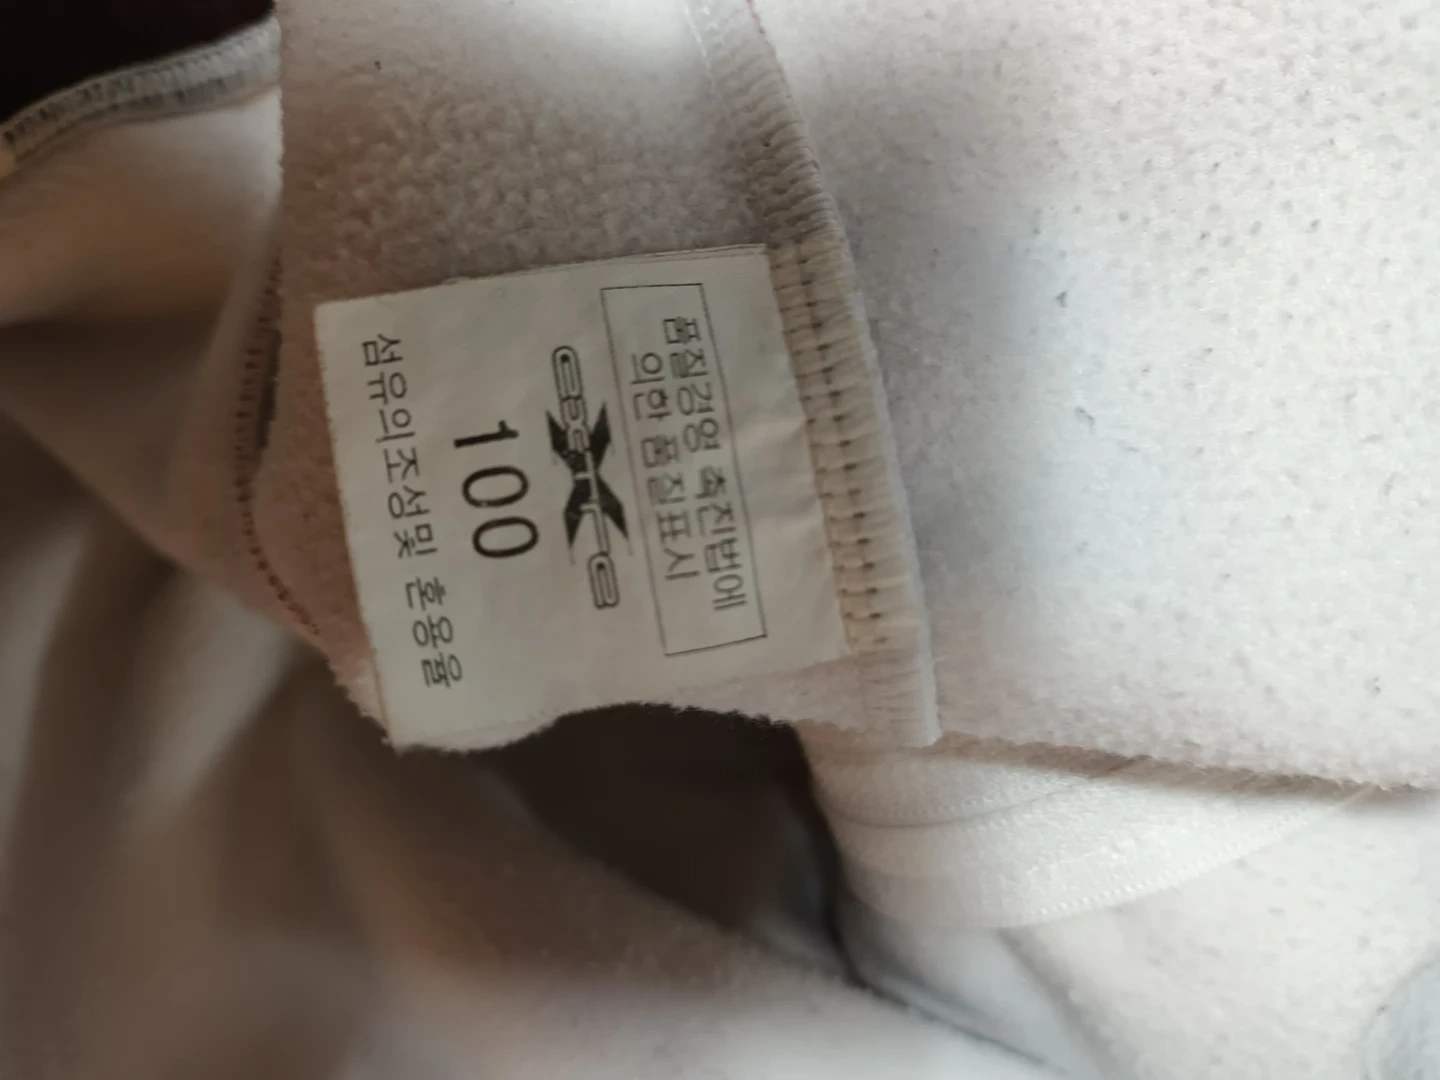 품질경영 촉진법에
의한 품질표시
100
섬유의조성및 혼용율